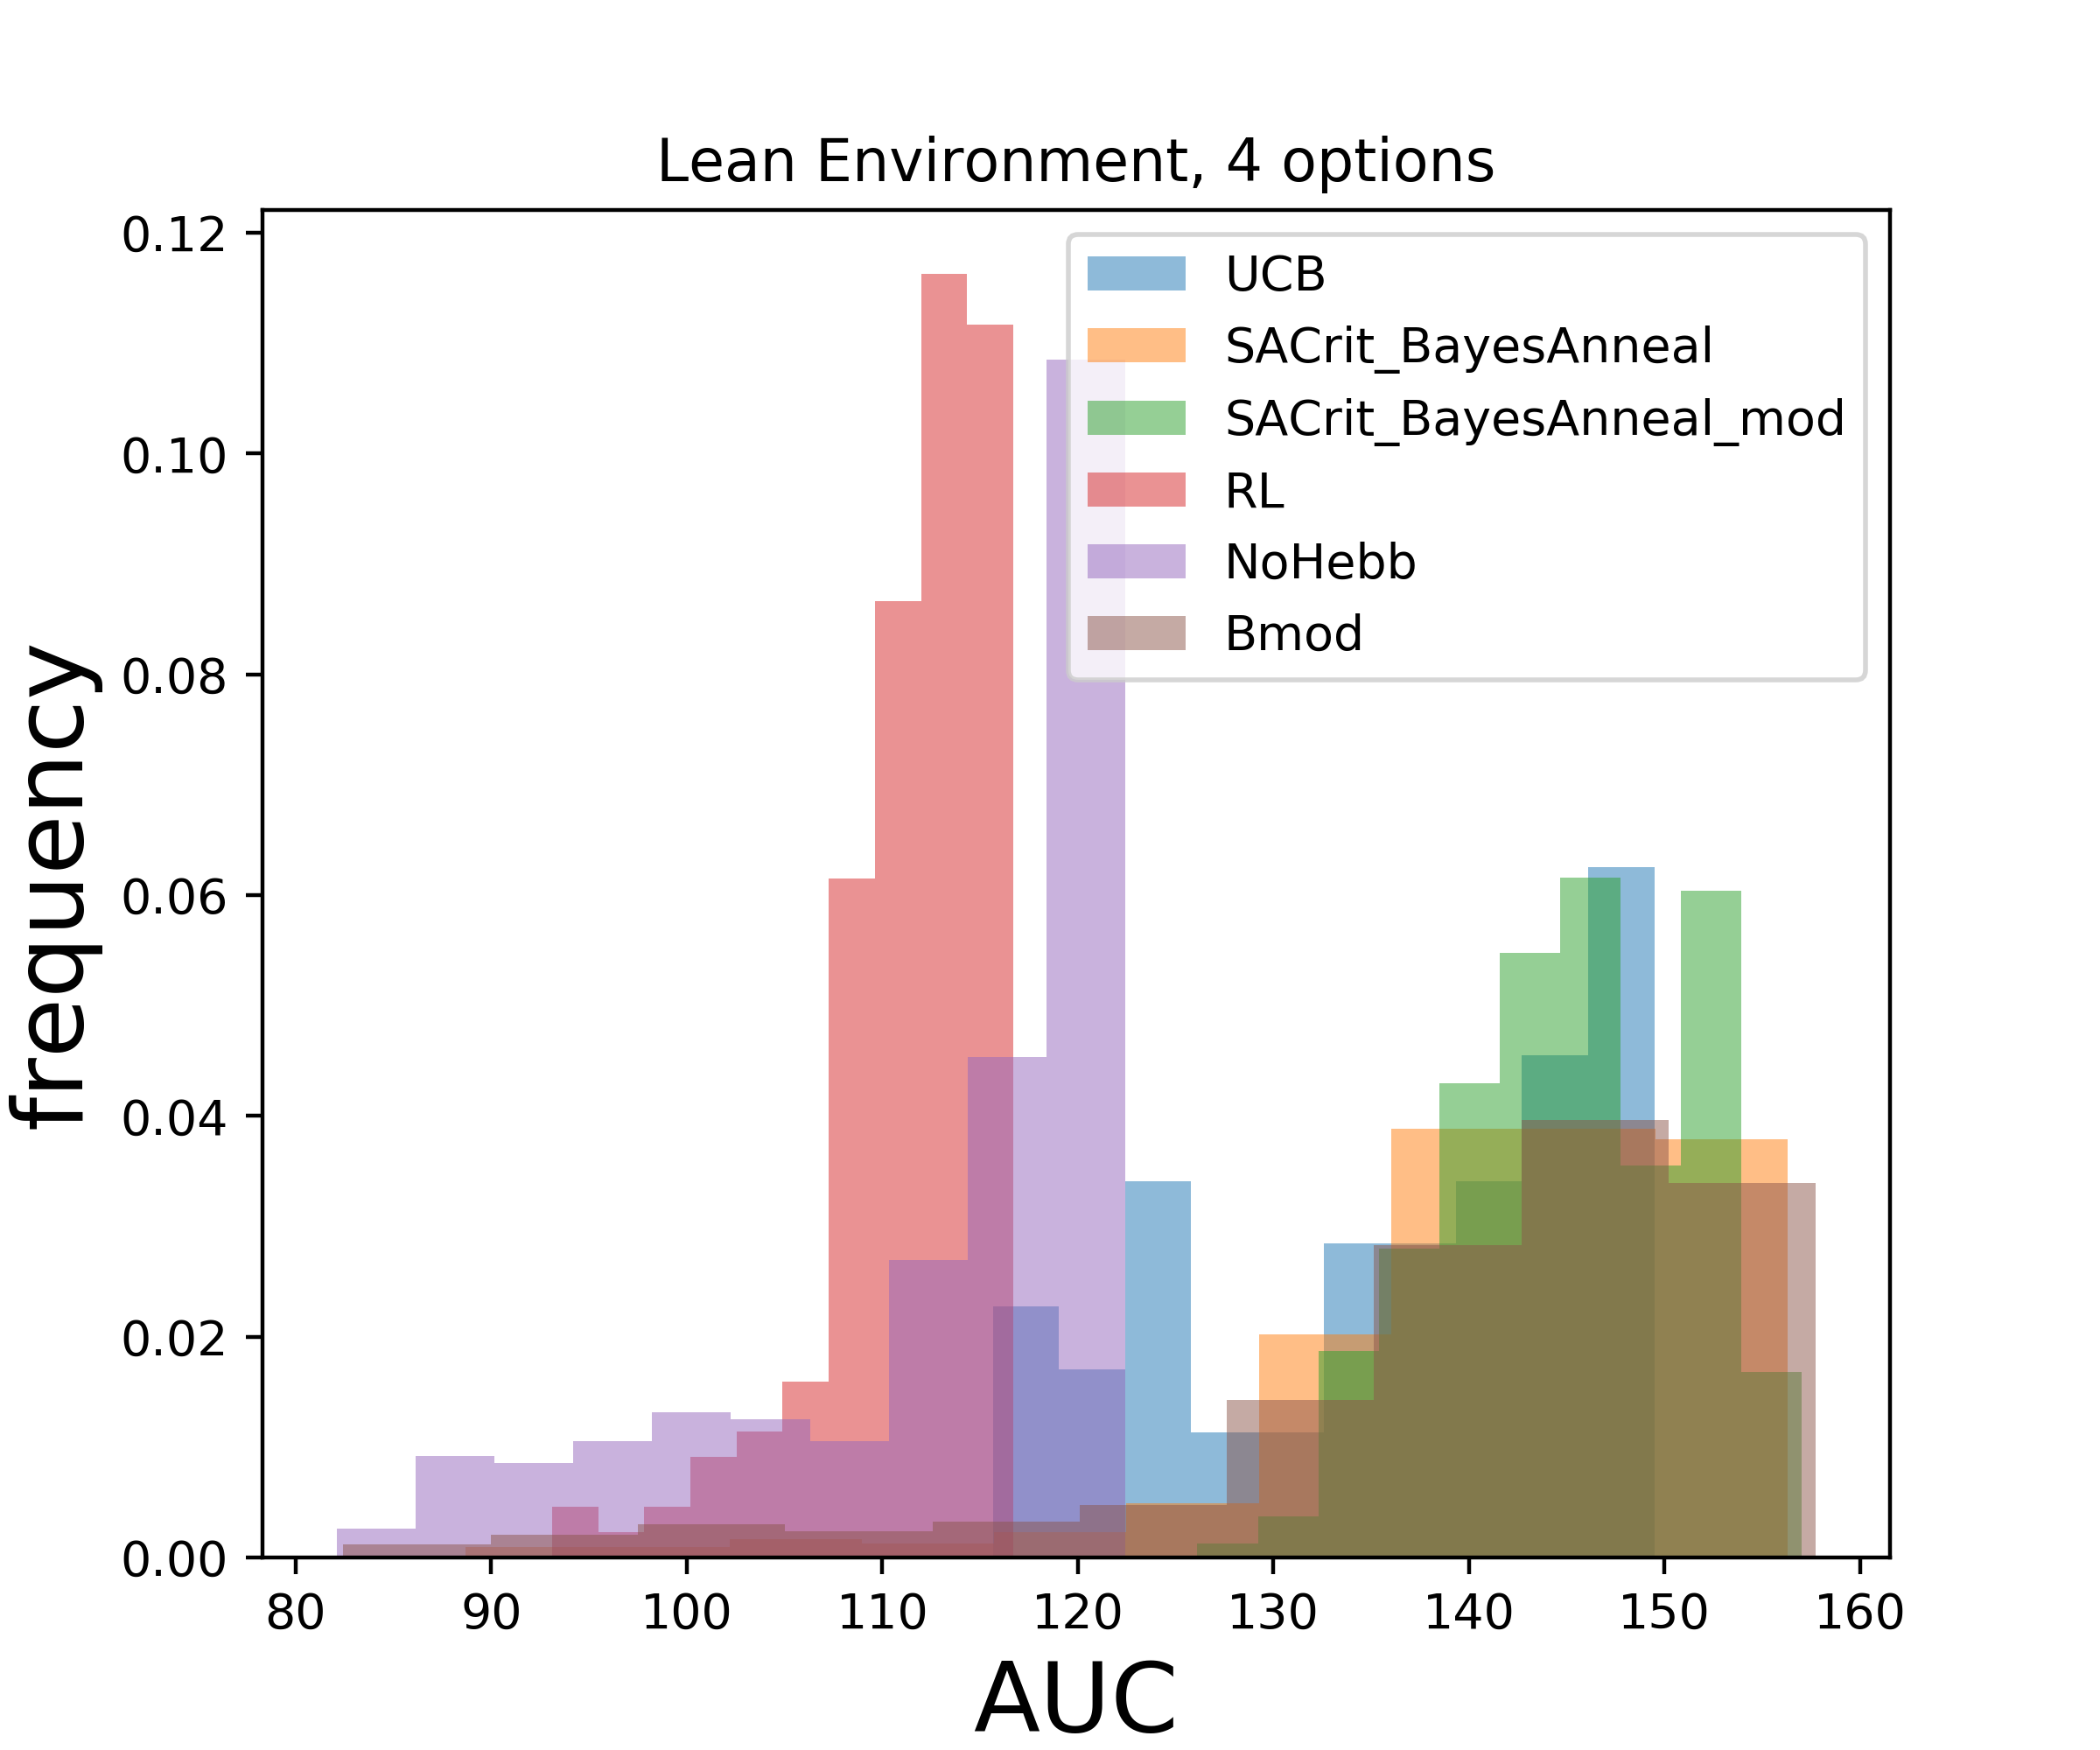 Lean Environment, 4 options
0.12
0.10
0.08
0.06
0.04
0.02
0.00
frequency
UCB
SACrit_BayesAnneal
SACrit_BayesAnneal_mod
RL
NoHebb
Bmod
80 90 100 110 120 130 140 150 160
AUC